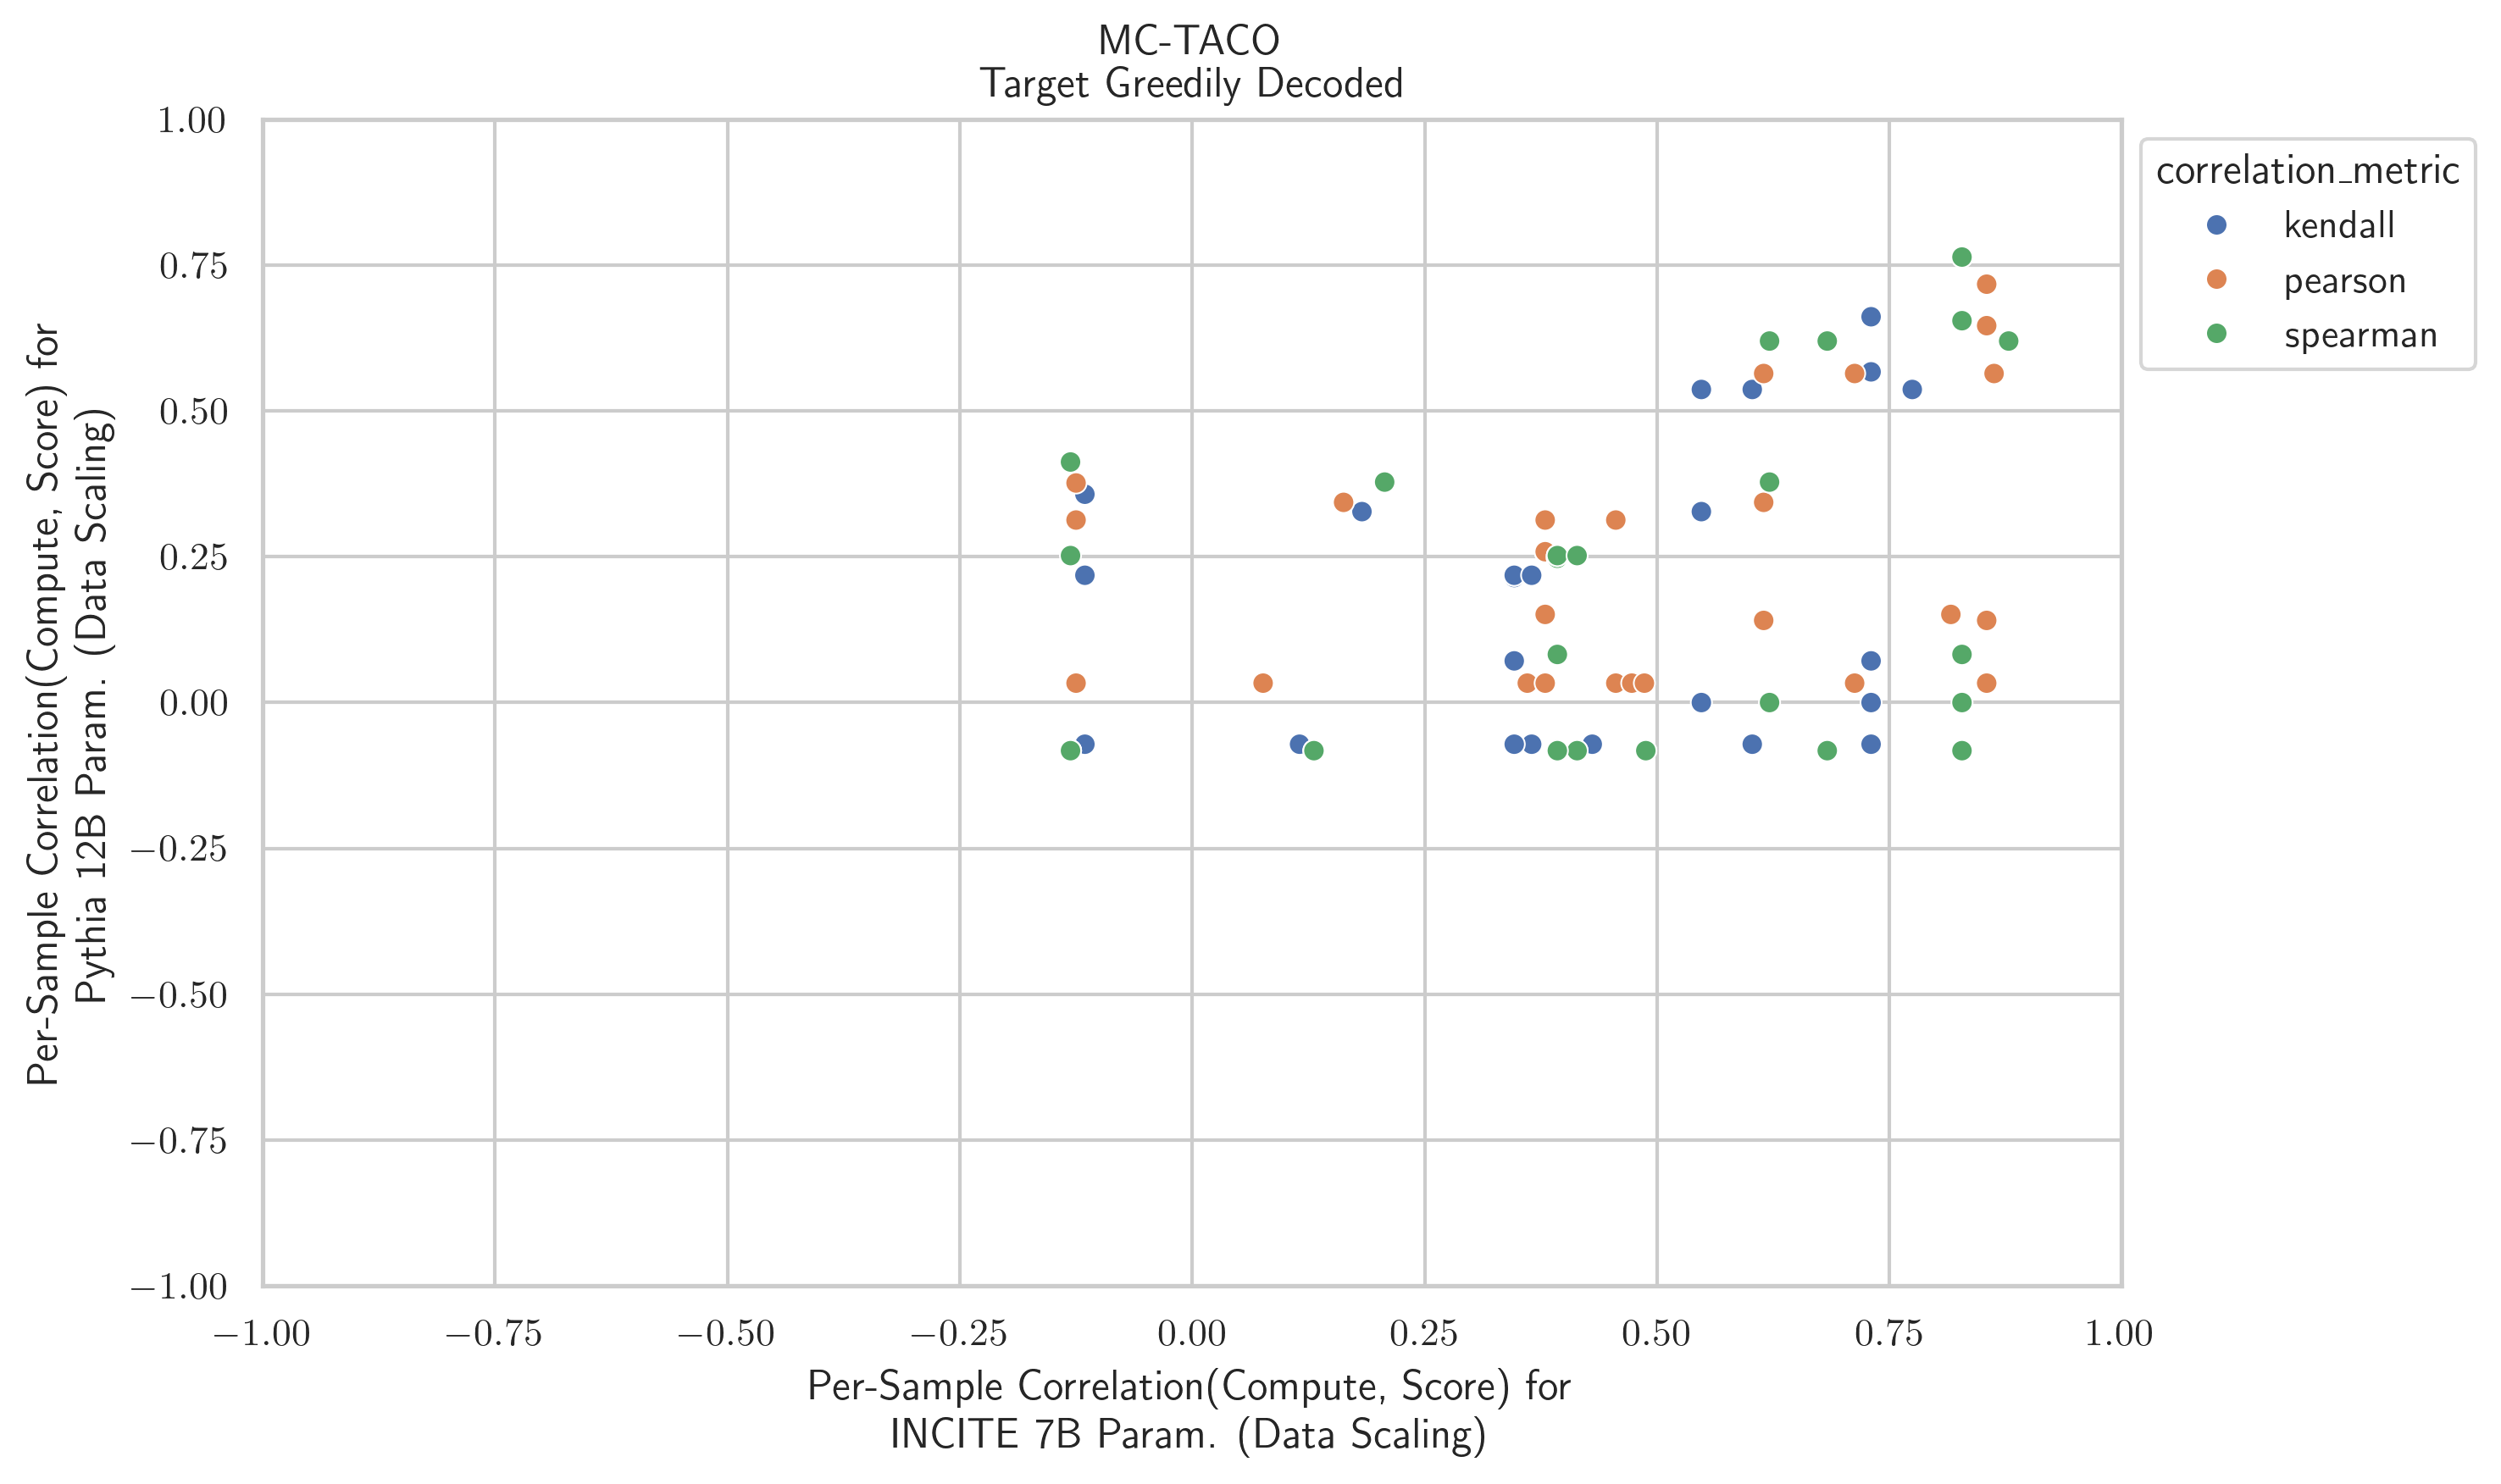 MC-TACO
Target Greedily Decoded
Per-Sample Correlation(Compute, Score) for
Pythia 12B Param. (Data Scaling)
1.00
0.75
0.50
0.25
0.00
−0.25
−0.50
−0.75
−1.00
−1.00
−0.75
−0.50
−0.25
0.00
0.25
0.50
0.75
1.00
Per-Sample Correlation(Compute, Score) for
INCITE 7B Param. (Data Scaling)
correlation_metric
kendall
pearson
spearman